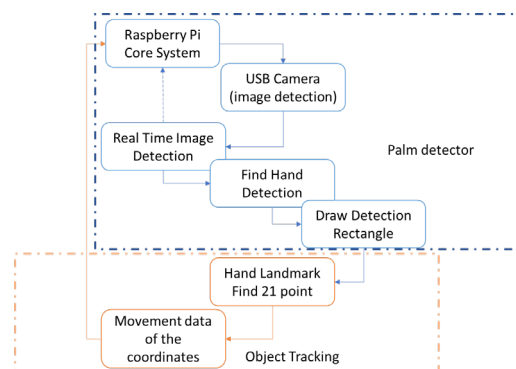 Raspberry Pi
Core System
USB Camera
(image detection)
Real Time Image
Detection
Palm detector
Find Hand
Detection
Draw Detection
Rectangle
Hand Landmark
Find 21 point
Movement data
of the
coordinates
Object Tracking